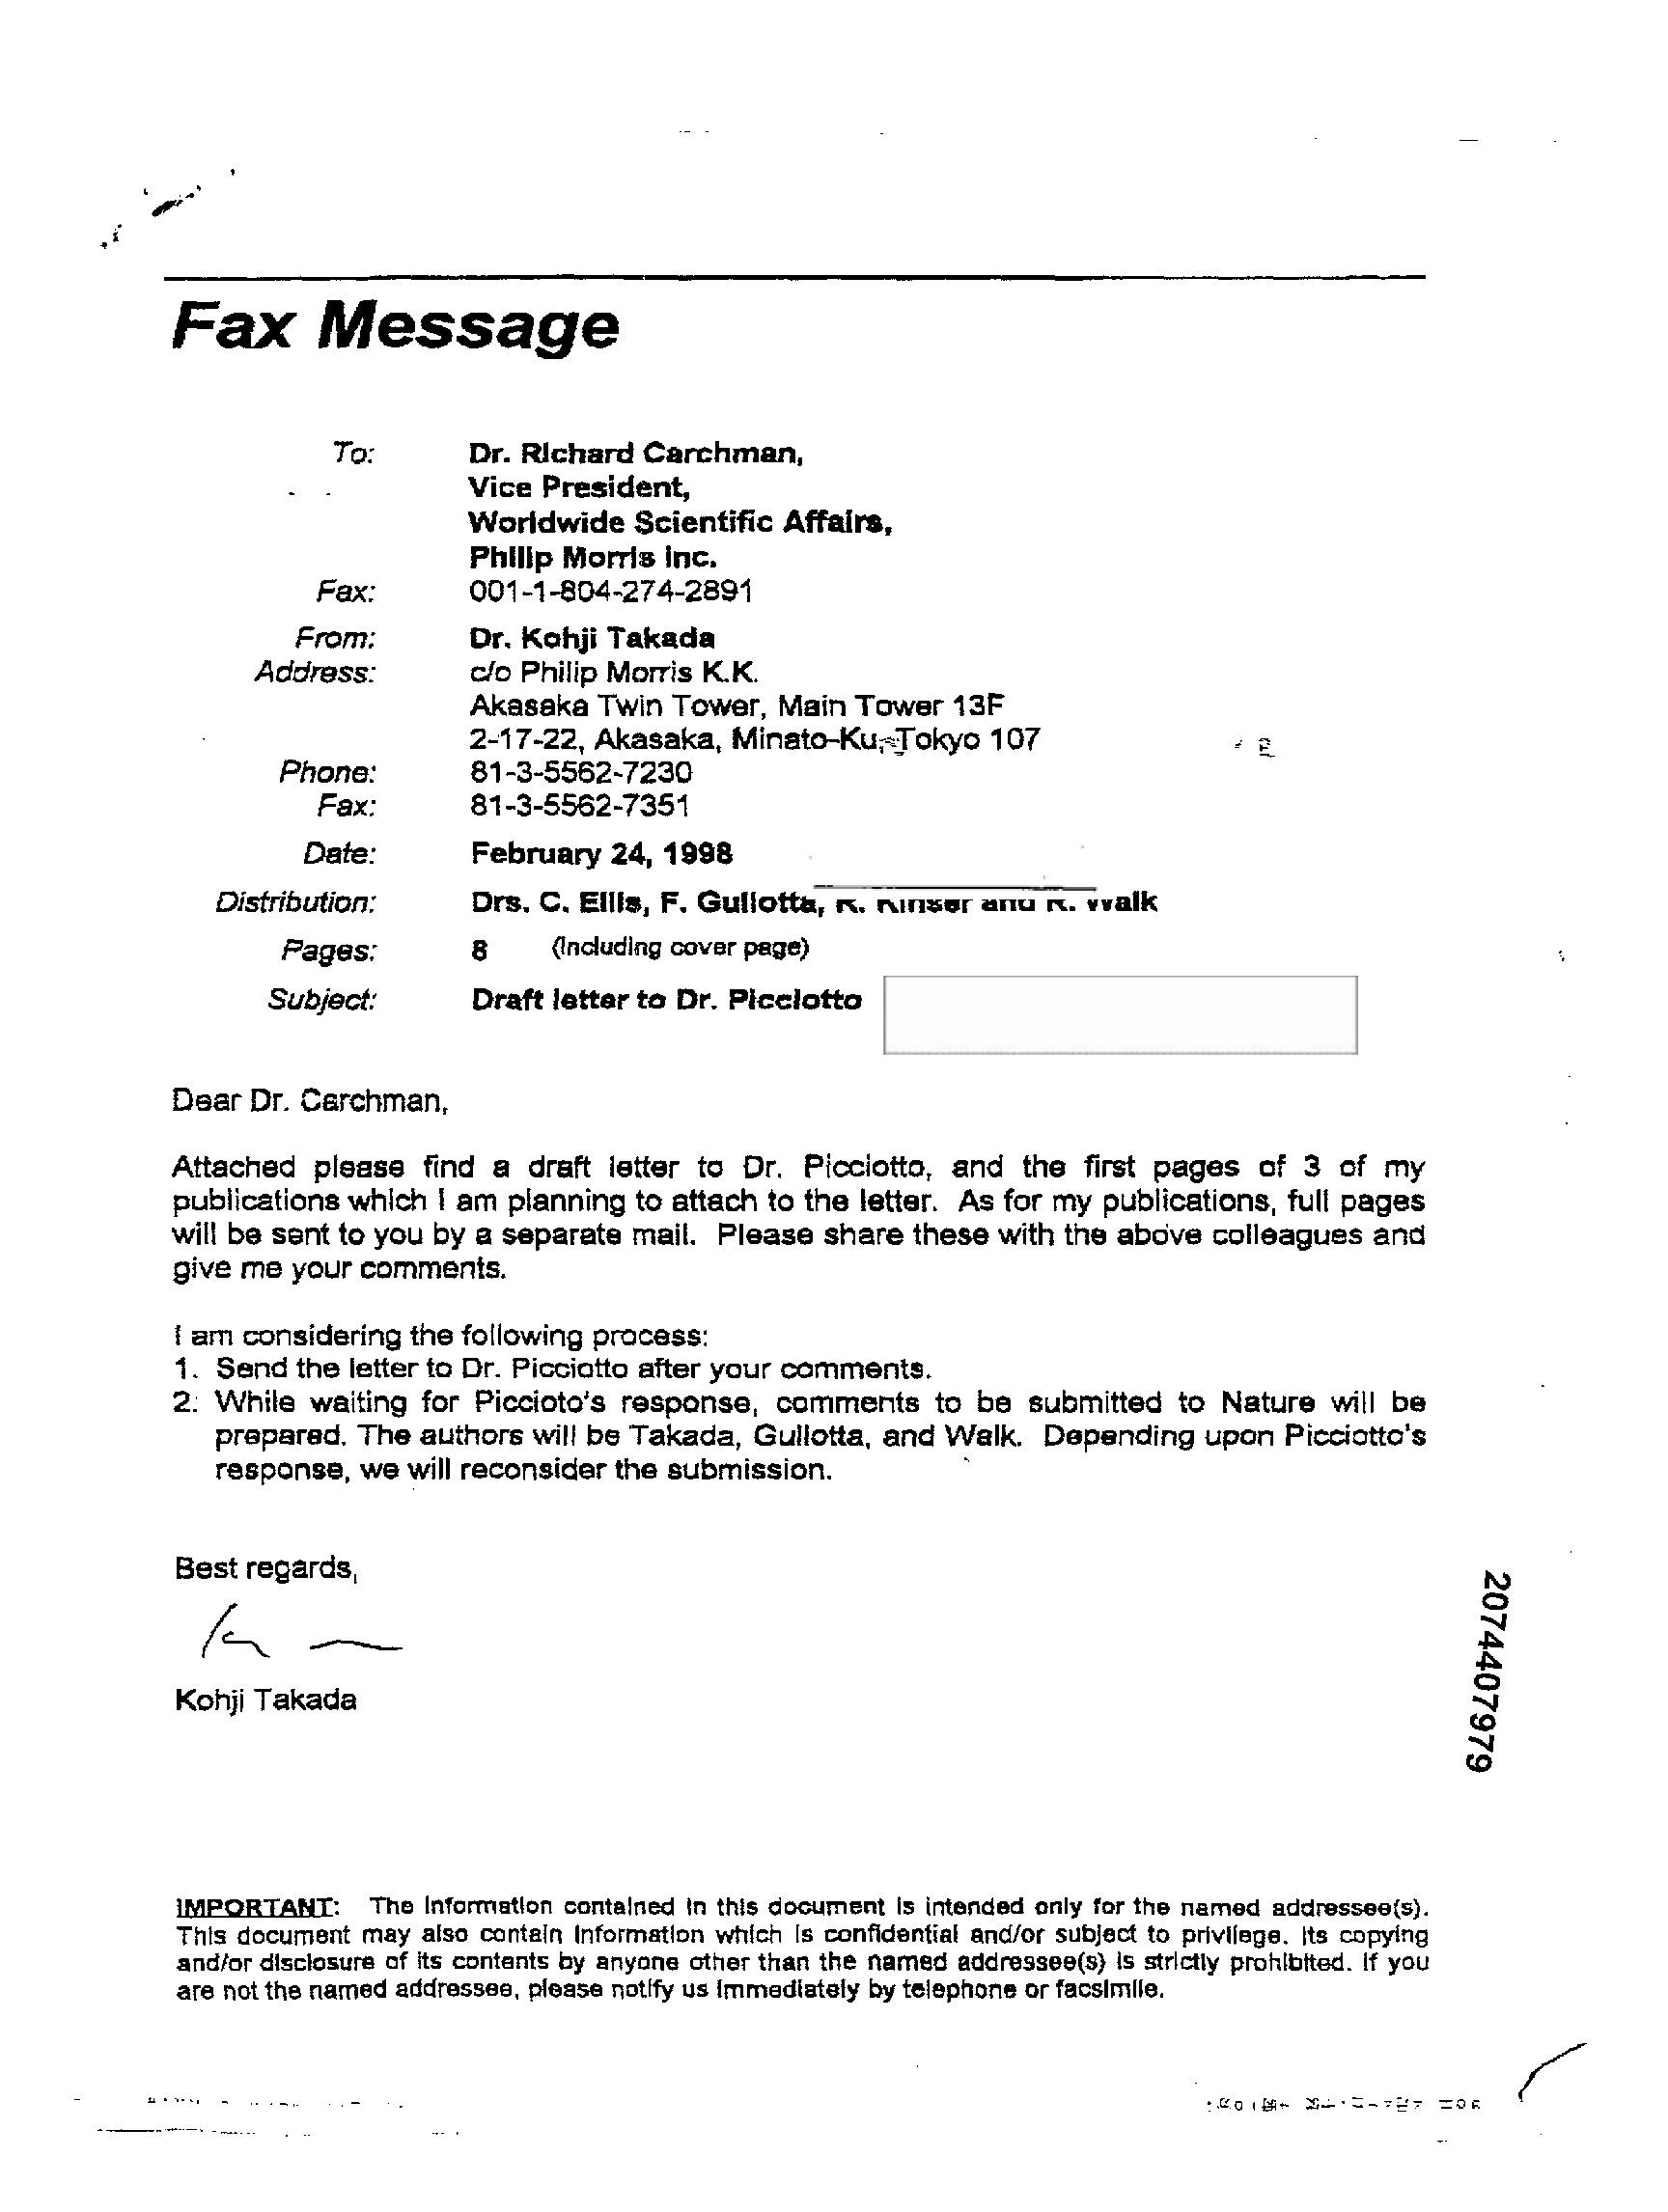 Fax Message
To: Dr. Richard Carchman,
Vice President,
Worldwide Scientific Affairs,
Philip Morris Inc.
Fax: 001-1-804-274-2891
From: Dr. Kohji Takada
Address: c/o Philip Morris K.K.
Akasaka Twin Tower, Main Tower 13F
2-17-22, Akasaka, Minato-Ku, Tokyo 107
Phone: 81-3-5562-7230
Fax: 81-3-5562-7351
Date: February 24, 1998
Distribution: Drs. C. Ellis, F. Gullotta, R. Kinser and R. Walk
Pages: 8 (Including cover page)
Subject: Draft letter to Dr. Picciotto
Dear Dr. Carchman,
Attached please find a draft letter to Dr. Picciotto, and the first pages of 3 of my
publications which I am planning to attach to the letter. As for my publications, full pages
will be sent to you by a separate mail. Please share these with the above colleagues and
give me your comments.
I am considering the following process:
1. Send the letter to Dr. Picciotto after your comments.
2: While waiting for Piccioto's response, comments to be submitted to Nature will be
prepared. The authors will be Takada, Gullotta, and Walk. Depending upon Picciotto's
response, we will reconsider the submission.
Best regards,
Kohji Takada
2074407979
IMPORTANT: The information contained in this document is intended only for the named addressee(s).
This document may also contain information which is confidential and/or subject to privilege. Its copying
and/or disclosure of its contents by anyone other than the named addressee(s) is strictly prohibited. If you
are not the named addressee, please notify us immediately by telephone or facsimile.